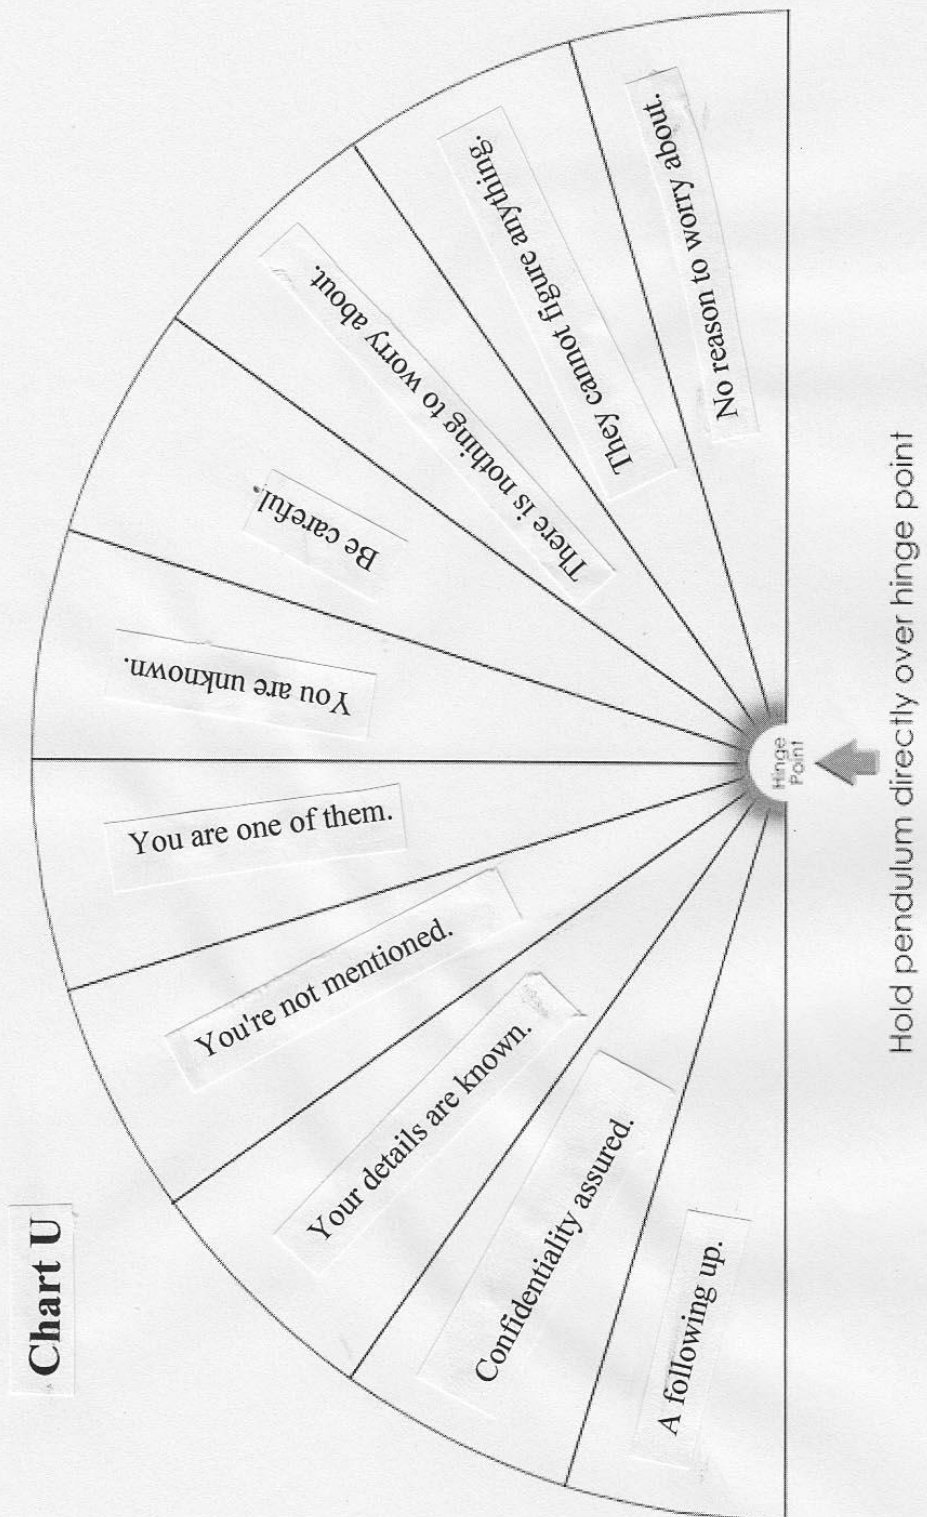 Chart U
A following up.
Confidentiality assured.
Your details are known.
You're not mentioned.
You are one of them.
You are unknown.
Be careful.
There is nothing to worry about.
They cannot figure anything.
No reason to worry about.
Hinge
Point
Hold pendulum directly over hinge point